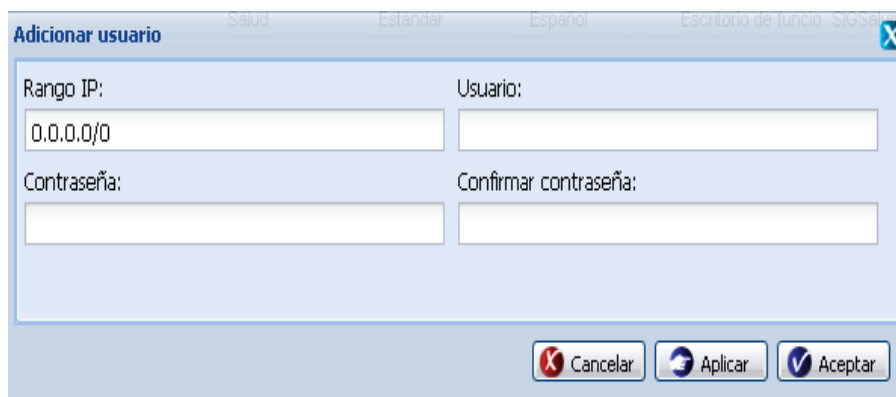 Salud Estándar Español Escritorio de funcio SIGSalu
Adicionar usuario
Rango IP: Usuario:
0.0.0.0/0
Contraseña: Confirmar contraseña:
Cancelar Aplicar Aceptar